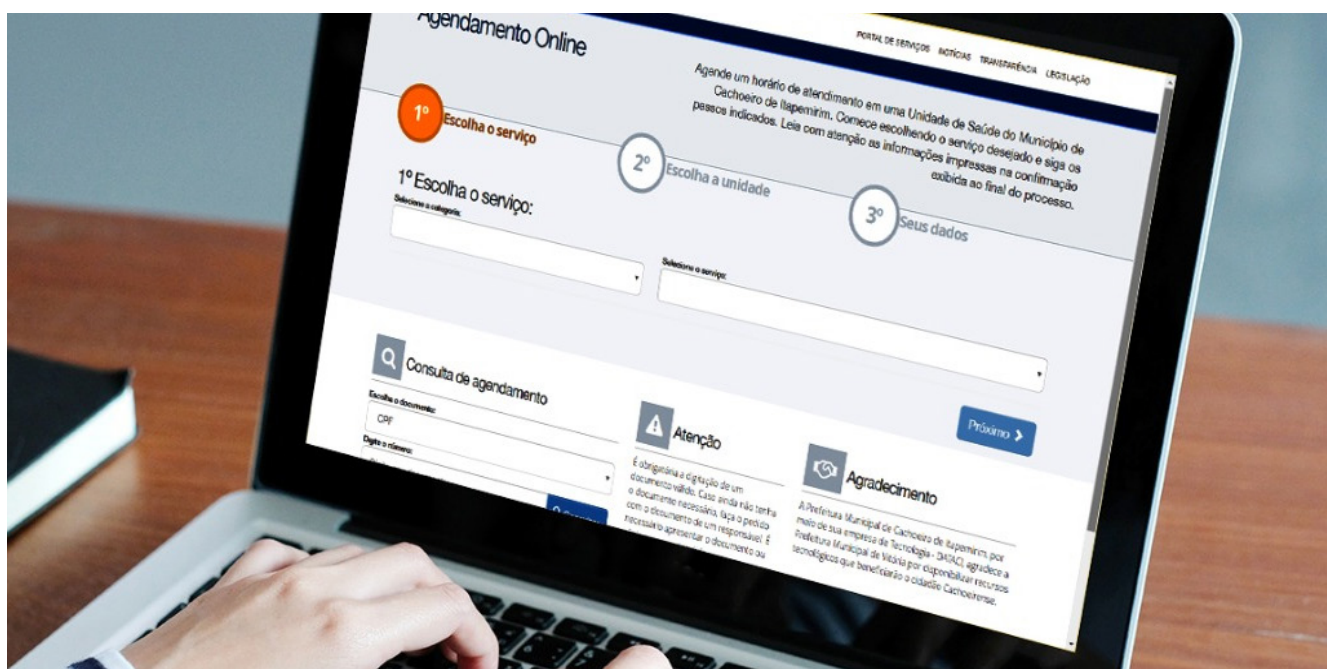 Agendamento Online
PORTAL DE SERVIÇOS NOTÍCIAS TRANSPARÊNCIA LEGISLAÇÃO
Agende um horário de atendimento em uma Unidade de Saúde do Município de
Cachoeiro de Itapemirim. Comece escolhendo o serviço desejado e siga os
passos indicados. Leia com atenção as informações impressas na confirmação
exibida ao final do processo.
1º Escolha o serviço
2º Escolha a unidade
3º Seus dados
1º Escolha o serviço:
Selecione a categoria:
Selecione o serviço:
Próximo
Consulta de agendamento
Escolha o documento:
CPF
Digite o número:
Atenção
É obrigatória a digitação de um
documento válido. Caso ainda não tenha
o documento necessário, faça o pedido
com o documento de um responsável. É
necessário apresentar o documento ou
Agradecimento
A Prefeitura Municipal de Cachoeiro de Itapemirim, por
meio de sua empresa de Tecnologia - DATACI, agradece a
Prefeitura Municipal de Vitória por disponibilizar recursos
tecnológicos que beneficiarão o cidadão Cachoeirense.